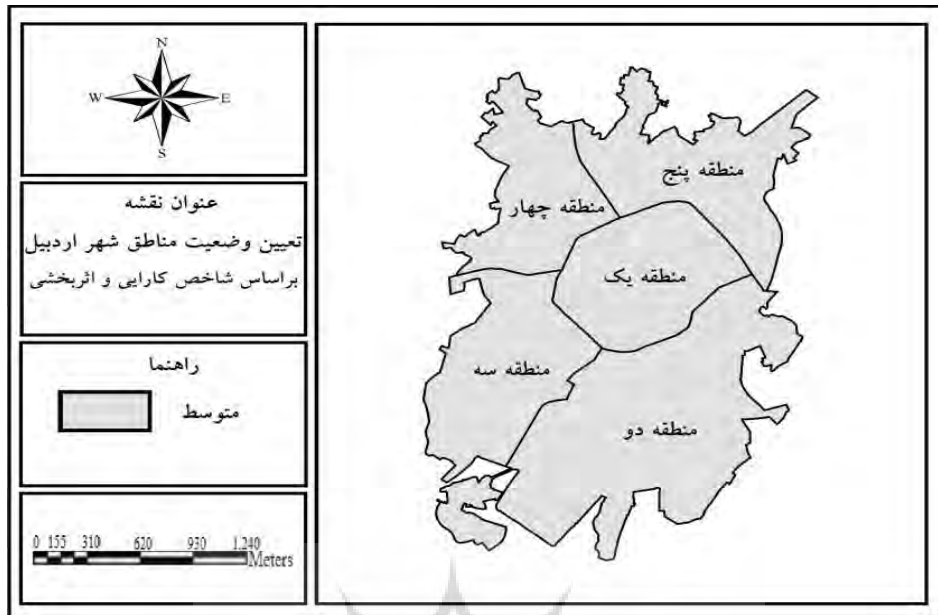 N
W E
S
عنوان نقشه
تعیین وضعیت مناطق شهر اردبیل
براساس شاخص کارایی و اثربخشی
راهنما
متوسط
0 155 310 620 930 1,240
Meters
منطقه پنج
منطقه چهار
منطقه یک
منطقه سه
منطقه دو